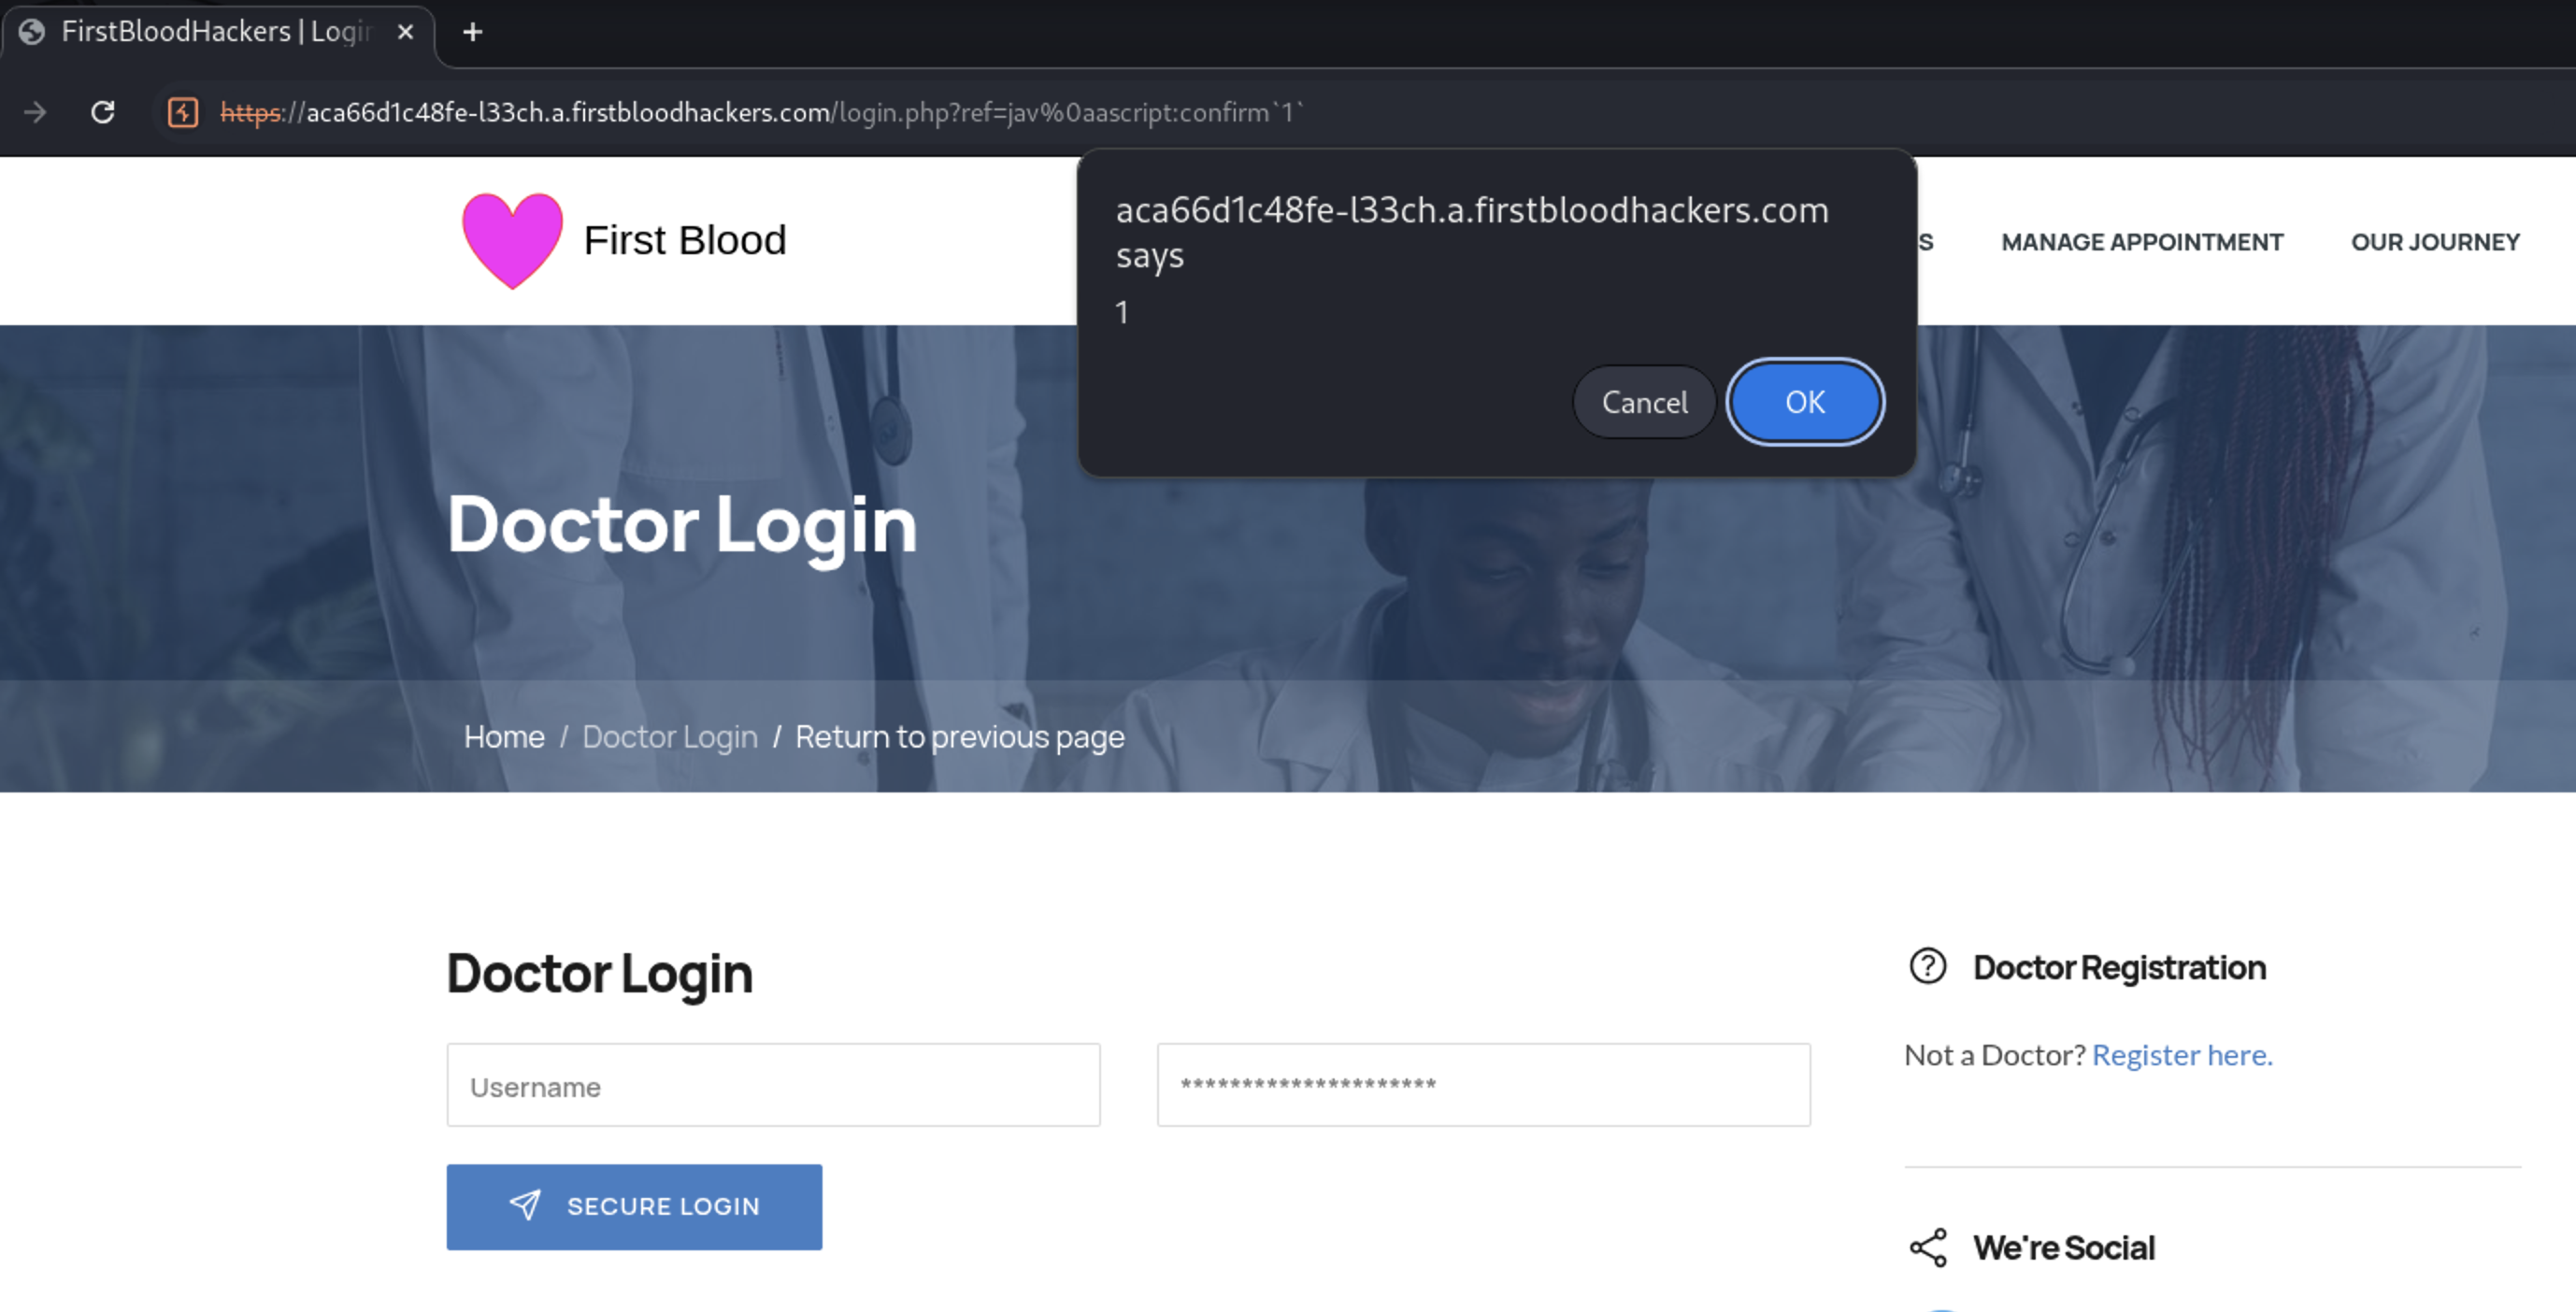 FirstBloodHackers | Login
https://aca66d1c48fe-l33ch.a.firstbloodhackers.com/login.php?ref=jav%0aascript:confirm`1`
First Blood
S MANAGE APPOINTMENT OUR JOURNEY
aca66d1c48fe-l33ch.a.firstbloodhackers.com
says
1
Cancel OK
Doctor Login
Home / Doctor Login / Return to previous page
Doctor Login
Username
*********************
SECURE LOGIN
Doctor Registration
Not a Doctor? Register here.
We're Social